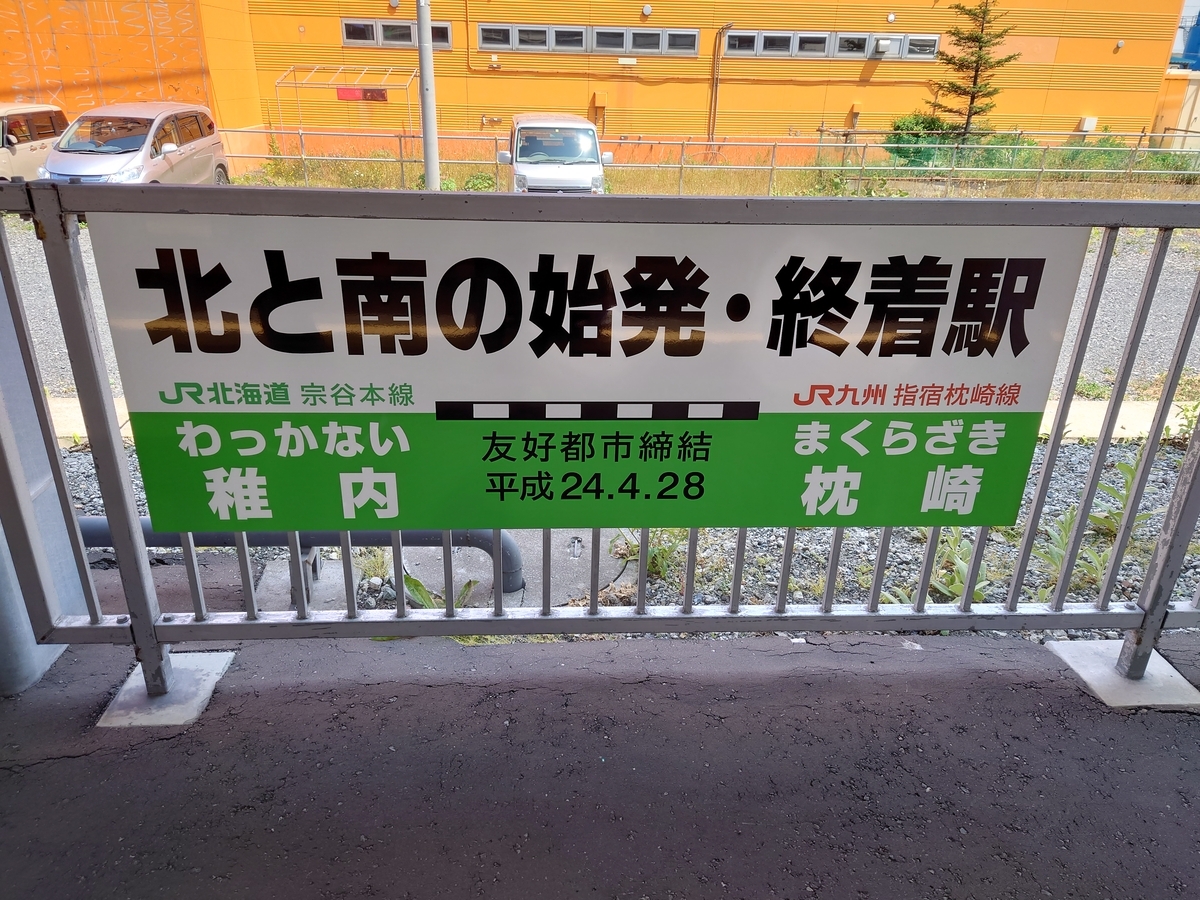 北と南の始発・終着駅
JR北海道 宗谷本線
JR九州 指宿枕崎線
わっかない
稚内
友好都市締結
平成24.4.28
まくらざき
枕崎